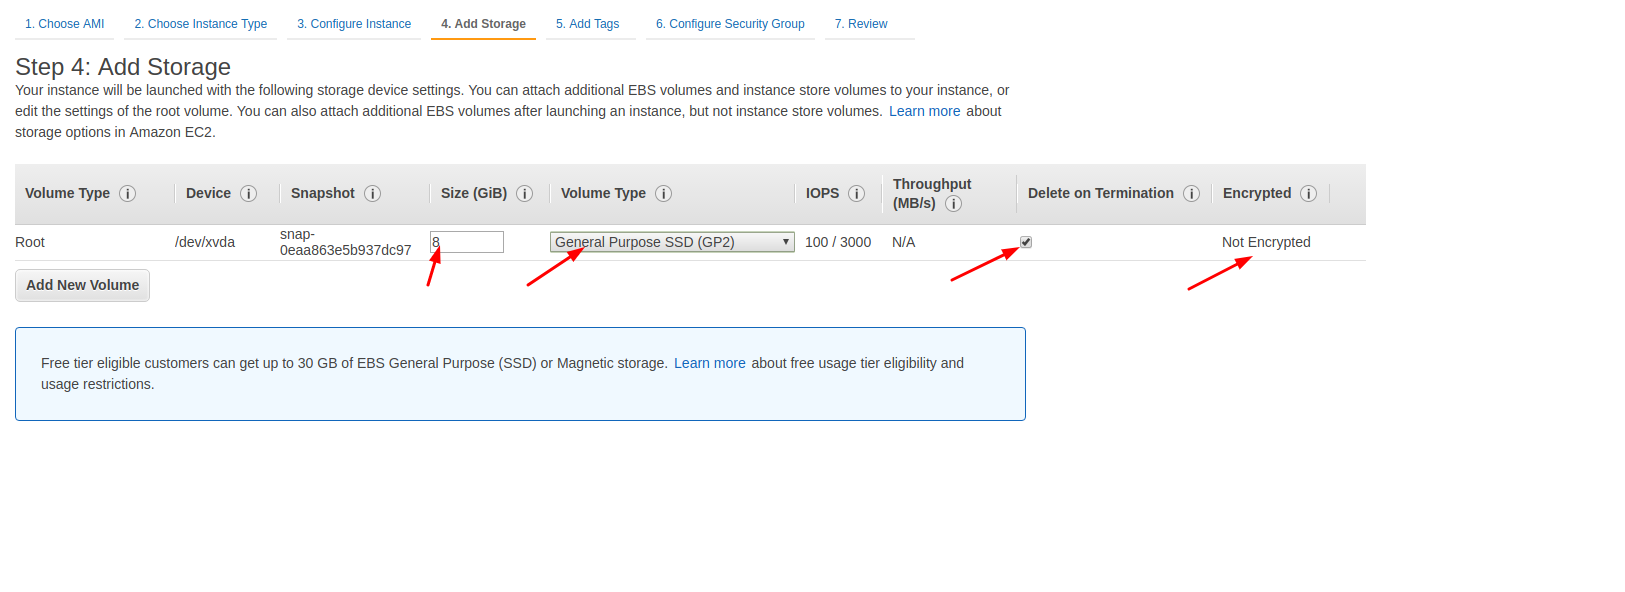 1. Choose AMI 2. Choose Instance Type 3. Configure Instance 4. Add Storage 5. Add Tags 6. Configure Security Group 7. Review
Step 4: Add Storage
Your instance will be launched with the following storage device settings. You can attach additional EBS volumes and instance store volumes to your instance, or
edit the settings of the root volume. You can also attach additional EBS volumes after launching an instance, but not instance store volumes. Learn more about
storage options in Amazon EC2.
Volume Type i Device i Snapshot i Size (GiB) i Volume Type i IOPS i Throughput (MB/s) i Delete on Termination i Encrypted i
Root /dev/xvda snap-0eaa863e5b937dc97 8 General Purpose SSD (GP2) 100 / 3000 N/A Not Encrypted
Add New Volume
Free tier eligible customers can get up to 30 GB of EBS General Purpose (SSD) or Magnetic storage. Learn more about free usage tier eligibility and
usage restrictions.